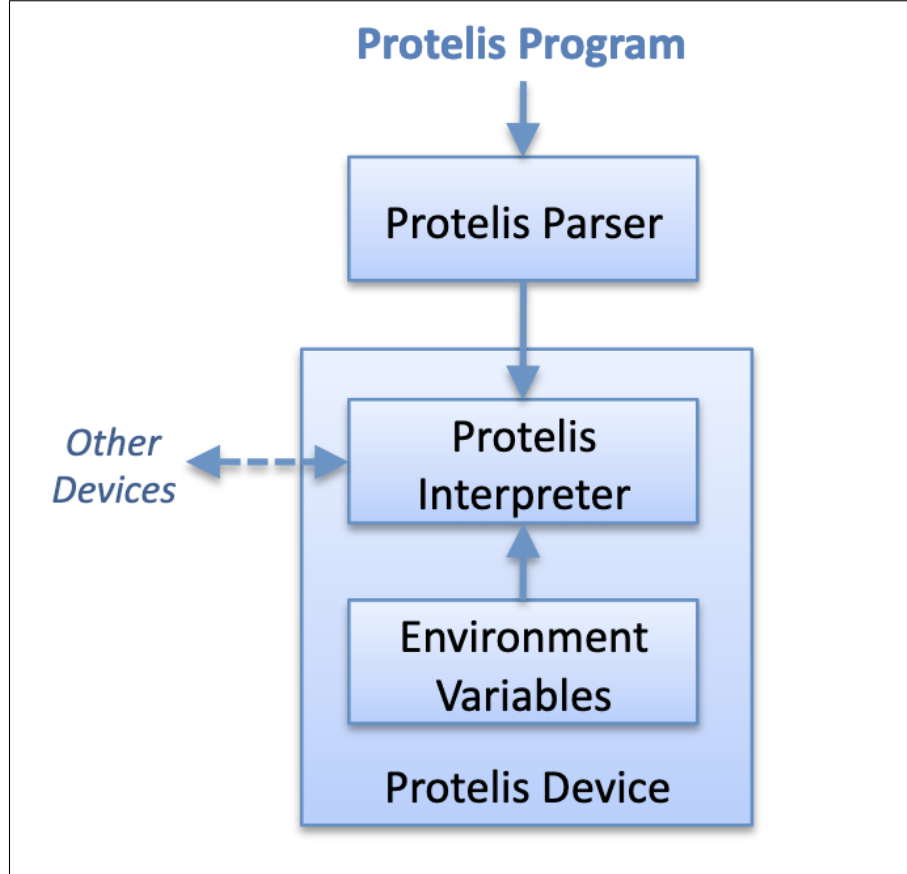 Protelis Program
Protelis Parser
Other
Devices
Protelis
Interpreter
Environment
Variables
Protelis Device